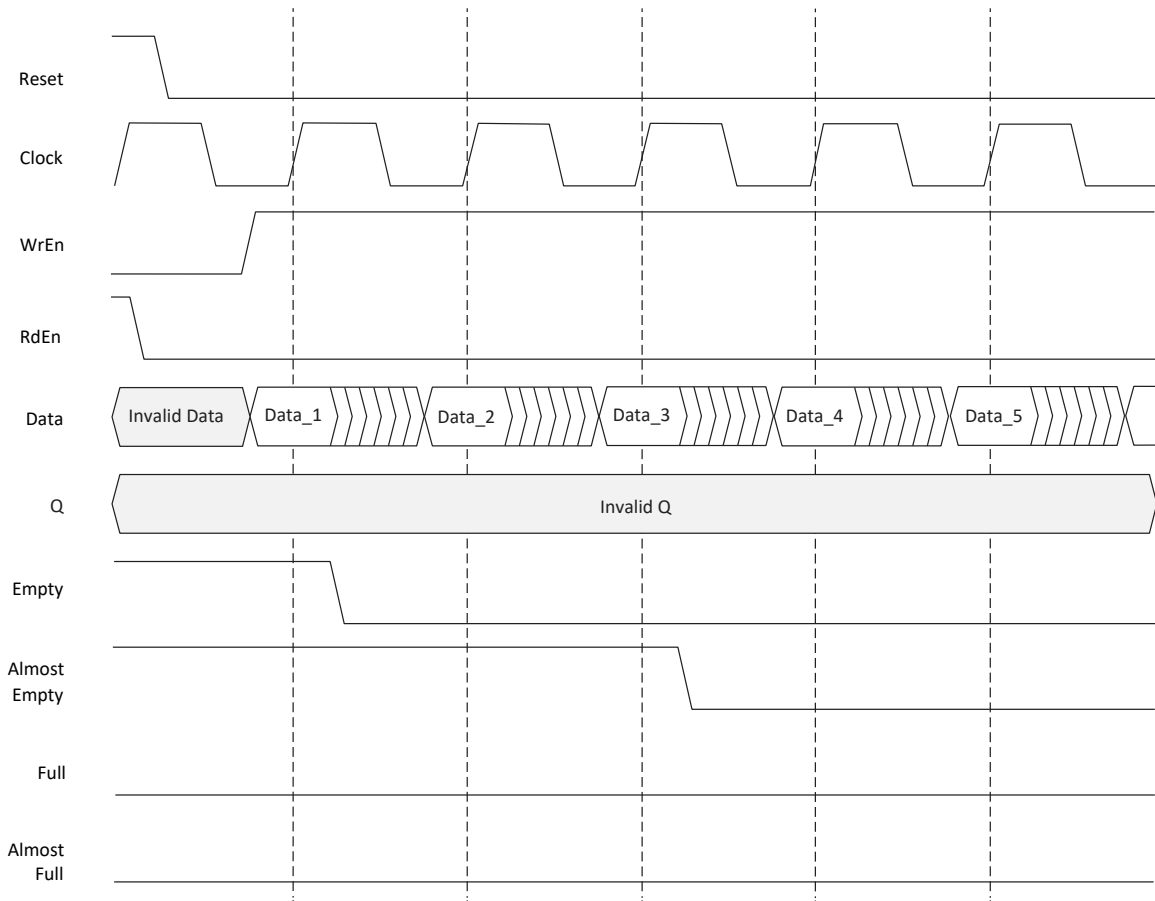 Reset
Clock
WrEn
RdEn
Data
Invalid Data
Data_1
Data_2
Data_3
Data_4
Data_5
Q
Invalid Q
Empty
Almost
Empty
Full
Almost
Full